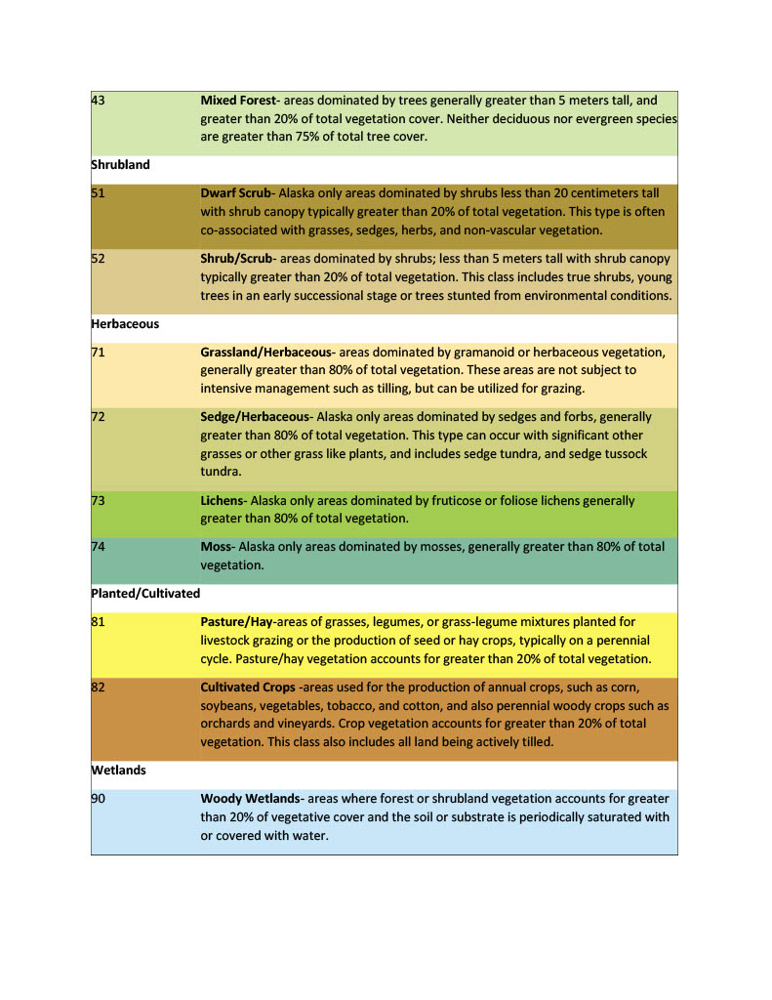 43
Mixed Forest- areas dominated by trees generally greater than 5 meters tall, and
greater than 20% of total vegetation cover. Neither deciduous nor evergreen species
are greater than 75% of total tree cover.
Shrubland
51
Dwarf Scrub- Alaska only areas dominated by shrubs less than 20 centimeters tall
with shrub canopy typically greater than 20% of total vegetation. This type is often
co-associated with grasses, sedges, herbs, and non-vascular vegetation.
52
Shrub/Scrub- areas dominated by shrubs; less than 5 meters tall with shrub canopy
typically greater than 20% of total vegetation. This class includes true shrubs, young
trees in an early successional stage or trees stunted from environmental conditions.
Herbaceous
71
Grassland/Herbaceous- areas dominated by gramanoid or herbaceous vegetation,
generally greater than 80% of total vegetation. These areas are not subject to
intensive management such as tilling, but can be utilized for grazing.
72
Sedge/Herbaceous- Alaska only areas dominated by sedges and forbs, generally
greater than 80% of total vegetation. This type can occur with significant other
grasses or other grass like plants, and includes sedge tundra, and sedge tussock
tundra.
73
Lichens- Alaska only areas dominated by fruticose or foliose lichens generally
greater than 80% of total vegetation.
74
Moss- Alaska only areas dominated by mosses, generally greater than 80% of total
vegetation.
Planted/Cultivated
81
Pasture/Hay-areas of grasses, legumes, or grass-legume mixtures planted for
livestock grazing or the production of seed or hay crops, typically on a perennial
cycle. Pasture/hay vegetation accounts for greater than 20% of total vegetation.
82
Cultivated Crops -areas used for the production of annual crops, such as corn,
soybeans, vegetables, tobacco, and cotton, and also perennial woody crops such as
orchards and vineyards. Crop vegetation accounts for greater than 20% of total
vegetation. This class also includes all land being actively tilled.
Wetlands
90
Woody Wetlands- areas where forest or shrubland vegetation accounts for greater
than 20% of vegetative cover and the soil or substrate is periodically saturated with
or covered with water.